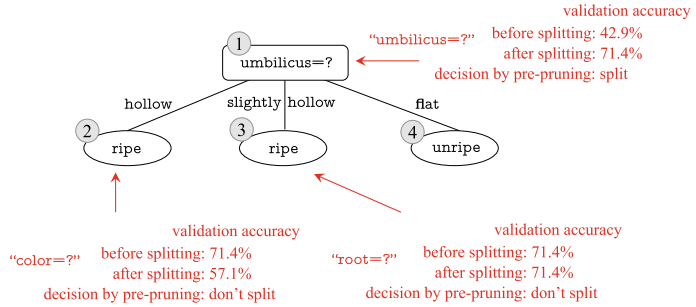 validation accuracy
1
"umbilicus=?"
before splitting: 42.9%
umbilicus=?
after splitting: 71.4%
decision by pre-pruning: split
hollow
slightly hollow
flat
2
3
4
ripe
ripe
unripe
validation accuracy
"color=?"
before splitting: 71.4%
after splitting: 57.1%
decision by pre-pruning: don't split
validation accuracy
"root=?"
before splitting: 71.4%
after splitting: 71.4%
decision by pre-pruning: don't split